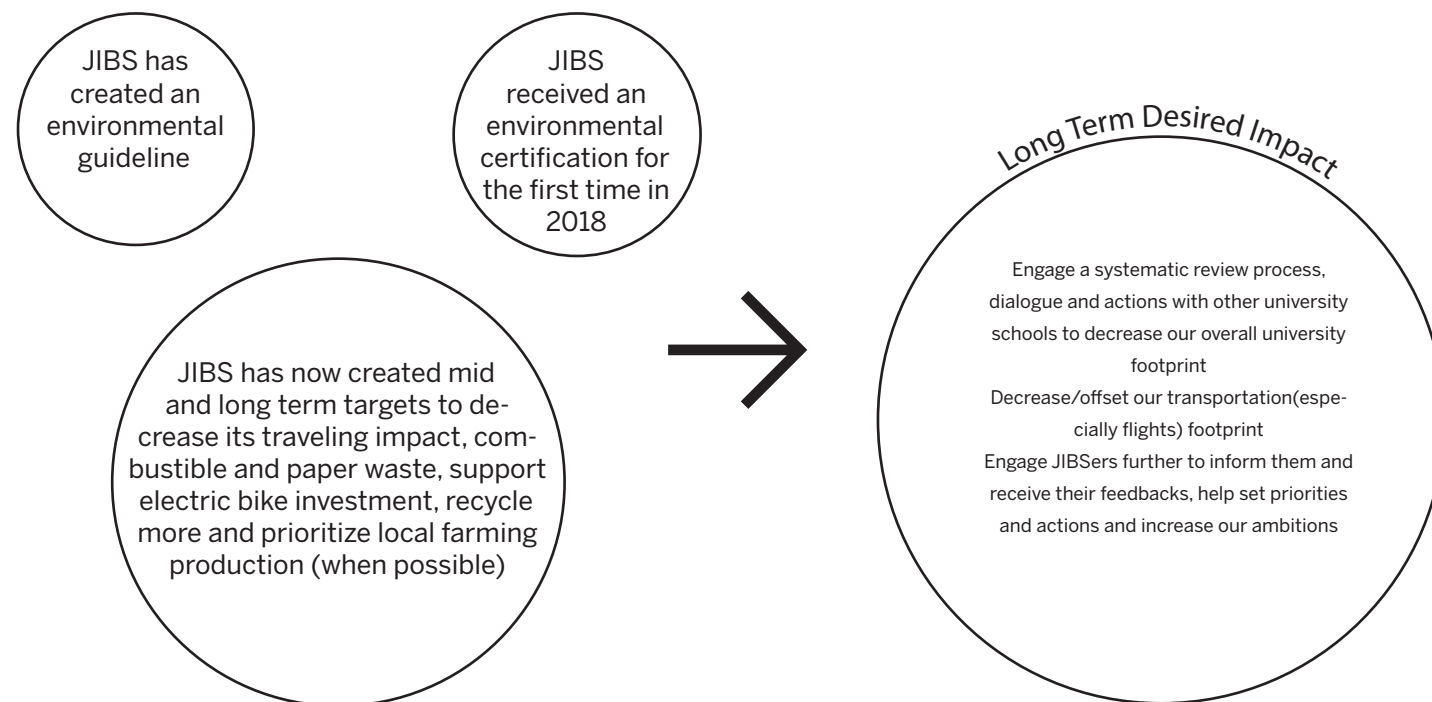 JIBS has
created an
environmental
guideline
JIBS
received an
environmental
certification for
the first time in
2018
JIBS has now created mid
and long term targets to de-
crease its traveling impact, com-
bustible and paper waste, support
electric bike investment, recycle
more and prioritize local farming
production (when possible)
Long Term Desired Impact
Engage a systematic review process,
dialogue and actions with other university
schools to decrease our overall university
footprint
Decrease/offset our transportation(espe-
cially flights) footprint
Engage JIBSers further to inform them and
receive their feedbacks, help set priorities
and actions and increase our ambitions